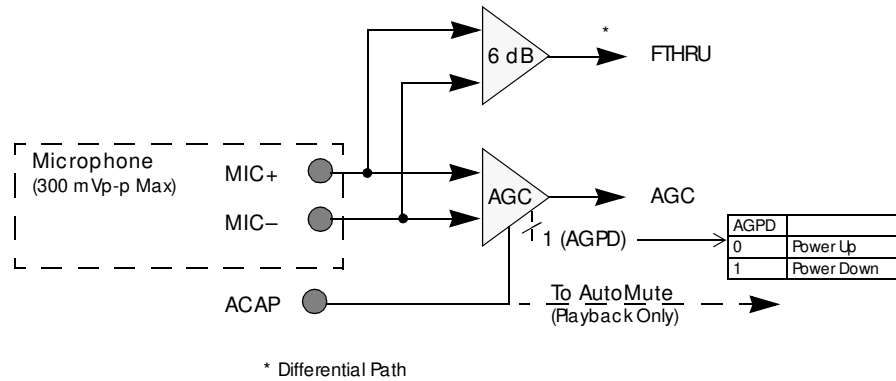 *
6 dB
FTHRU
Microphone
(300 mVp-p Max)
MIC+
AGC
AGC
MIC–
1 (AGPD)
AGPD
0 Power Up
1 Power Down
ACAP
To AutoMute
(Playback Only)
* Differential Path